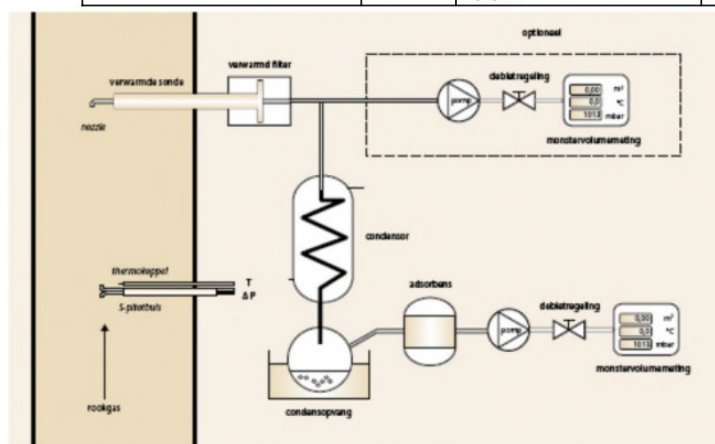 optioneel
verwarmd filter
verwarmde sonde
debietregeling
nozzle
pomp
0,00 m³
0,0 °C
1013 mbar
monstervolumemeting
condensor
thermokoppel
T
ΔP
S-pitotbuis
adsorbens
debietregeling
pomp
0,00 m³
0,0 °C
1013 mbar
monstervolumemeting
rookgas
condensopvang